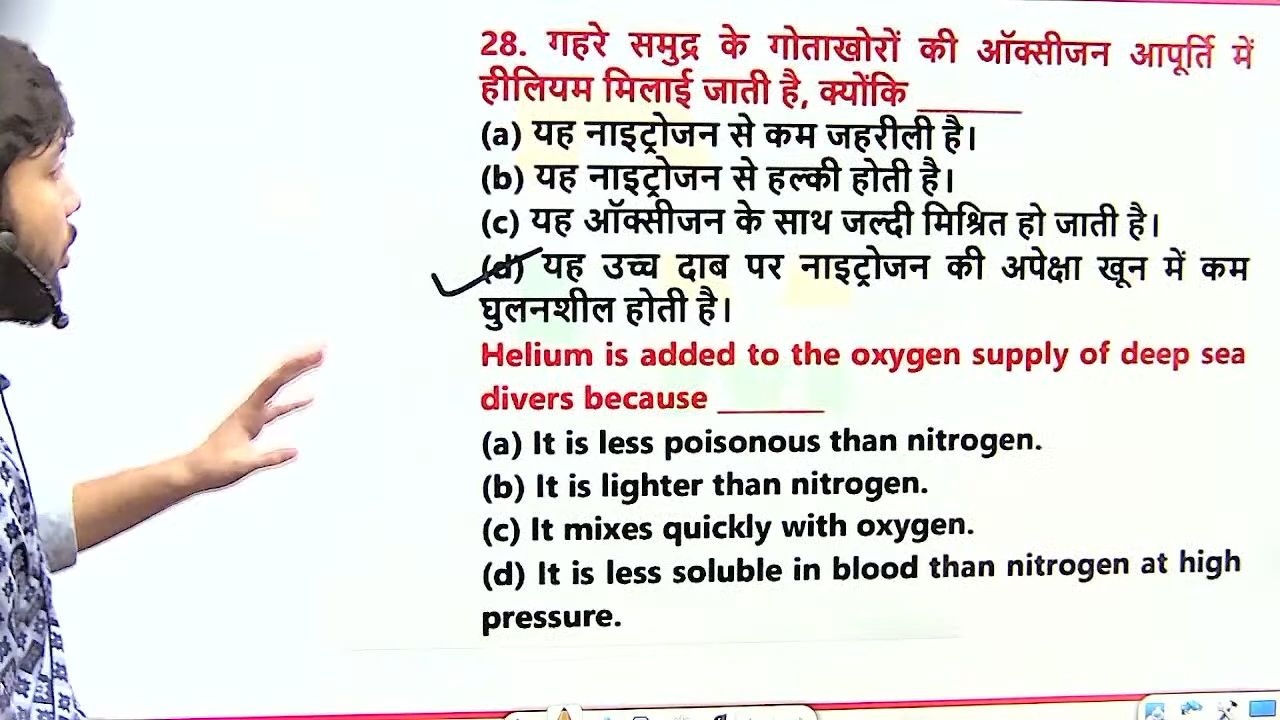 28. गहरे समुद्र के गोताखोरों की ऑक्सीजन आपूर्ति में
हीलियम मिलाई जाती है, क्योंकि ______
(a) यह नाइट्रोजन से कम जहरीली है।
(b) यह नाइट्रोजन से हल्की होती है।
(c) यह ऑक्सीजन के साथ जल्दी मिश्रित हो जाती है।
(d) यह उच्च दाब पर नाइट्रोजन की अपेक्षा खून में कम
घुलनशील होती है।
Helium is added to the oxygen supply of deep sea
divers because ______
(a) It is less poisonous than nitrogen.
(b) It is lighter than nitrogen.
(c) It mixes quickly with oxygen.
(d) It is less soluble in blood than nitrogen at high
pressure.